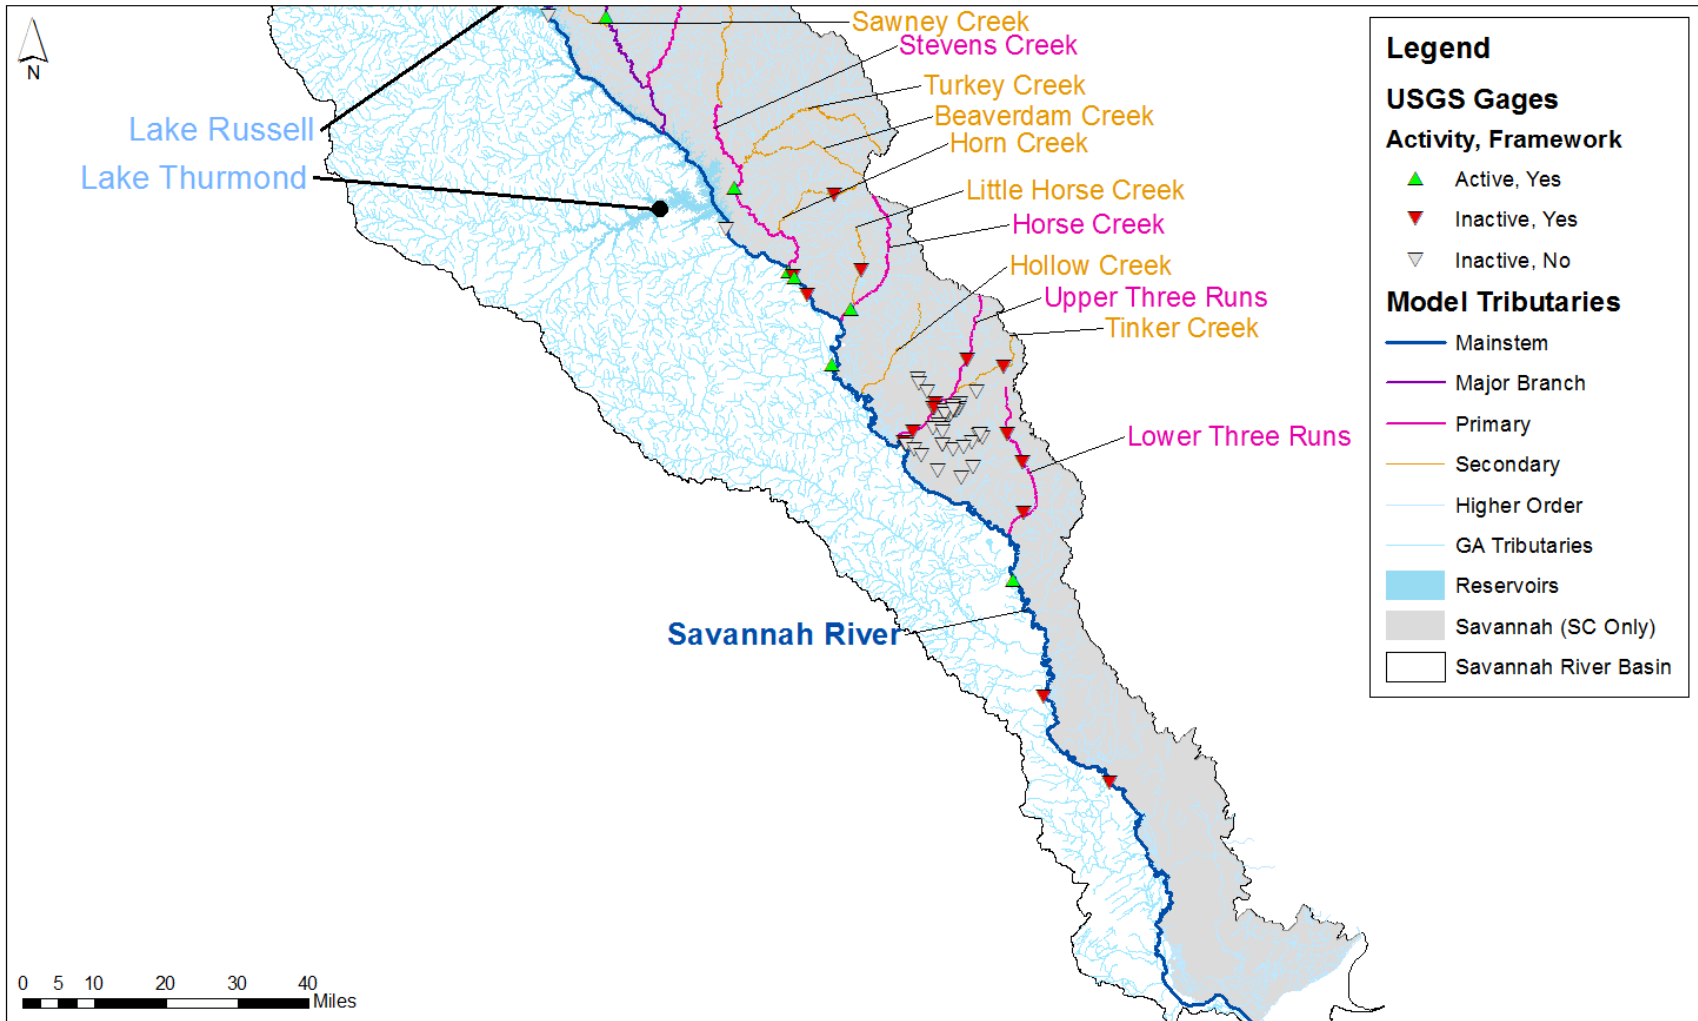 N
Sawney Creek
Stevens Creek
Turkey Creek
Beaverdam Creek
Horn Creek
Lake Russell
Lake Thurmond
Little Horse Creek
Horse Creek
Hollow Creek
Upper Three Runs
Tinker Creek
Lower Three Runs
Savannah River
0 5 10 20 30 40
Miles
Legend
USGS Gages
Activity, Framework
Active, Yes
Inactive, Yes
Inactive, No
Model Tributaries
Mainstem
Major Branch
Primary
Secondary
Higher Order
GA Tributaries
Reservoirs
Savannah (SC Only)
Savannah River Basin